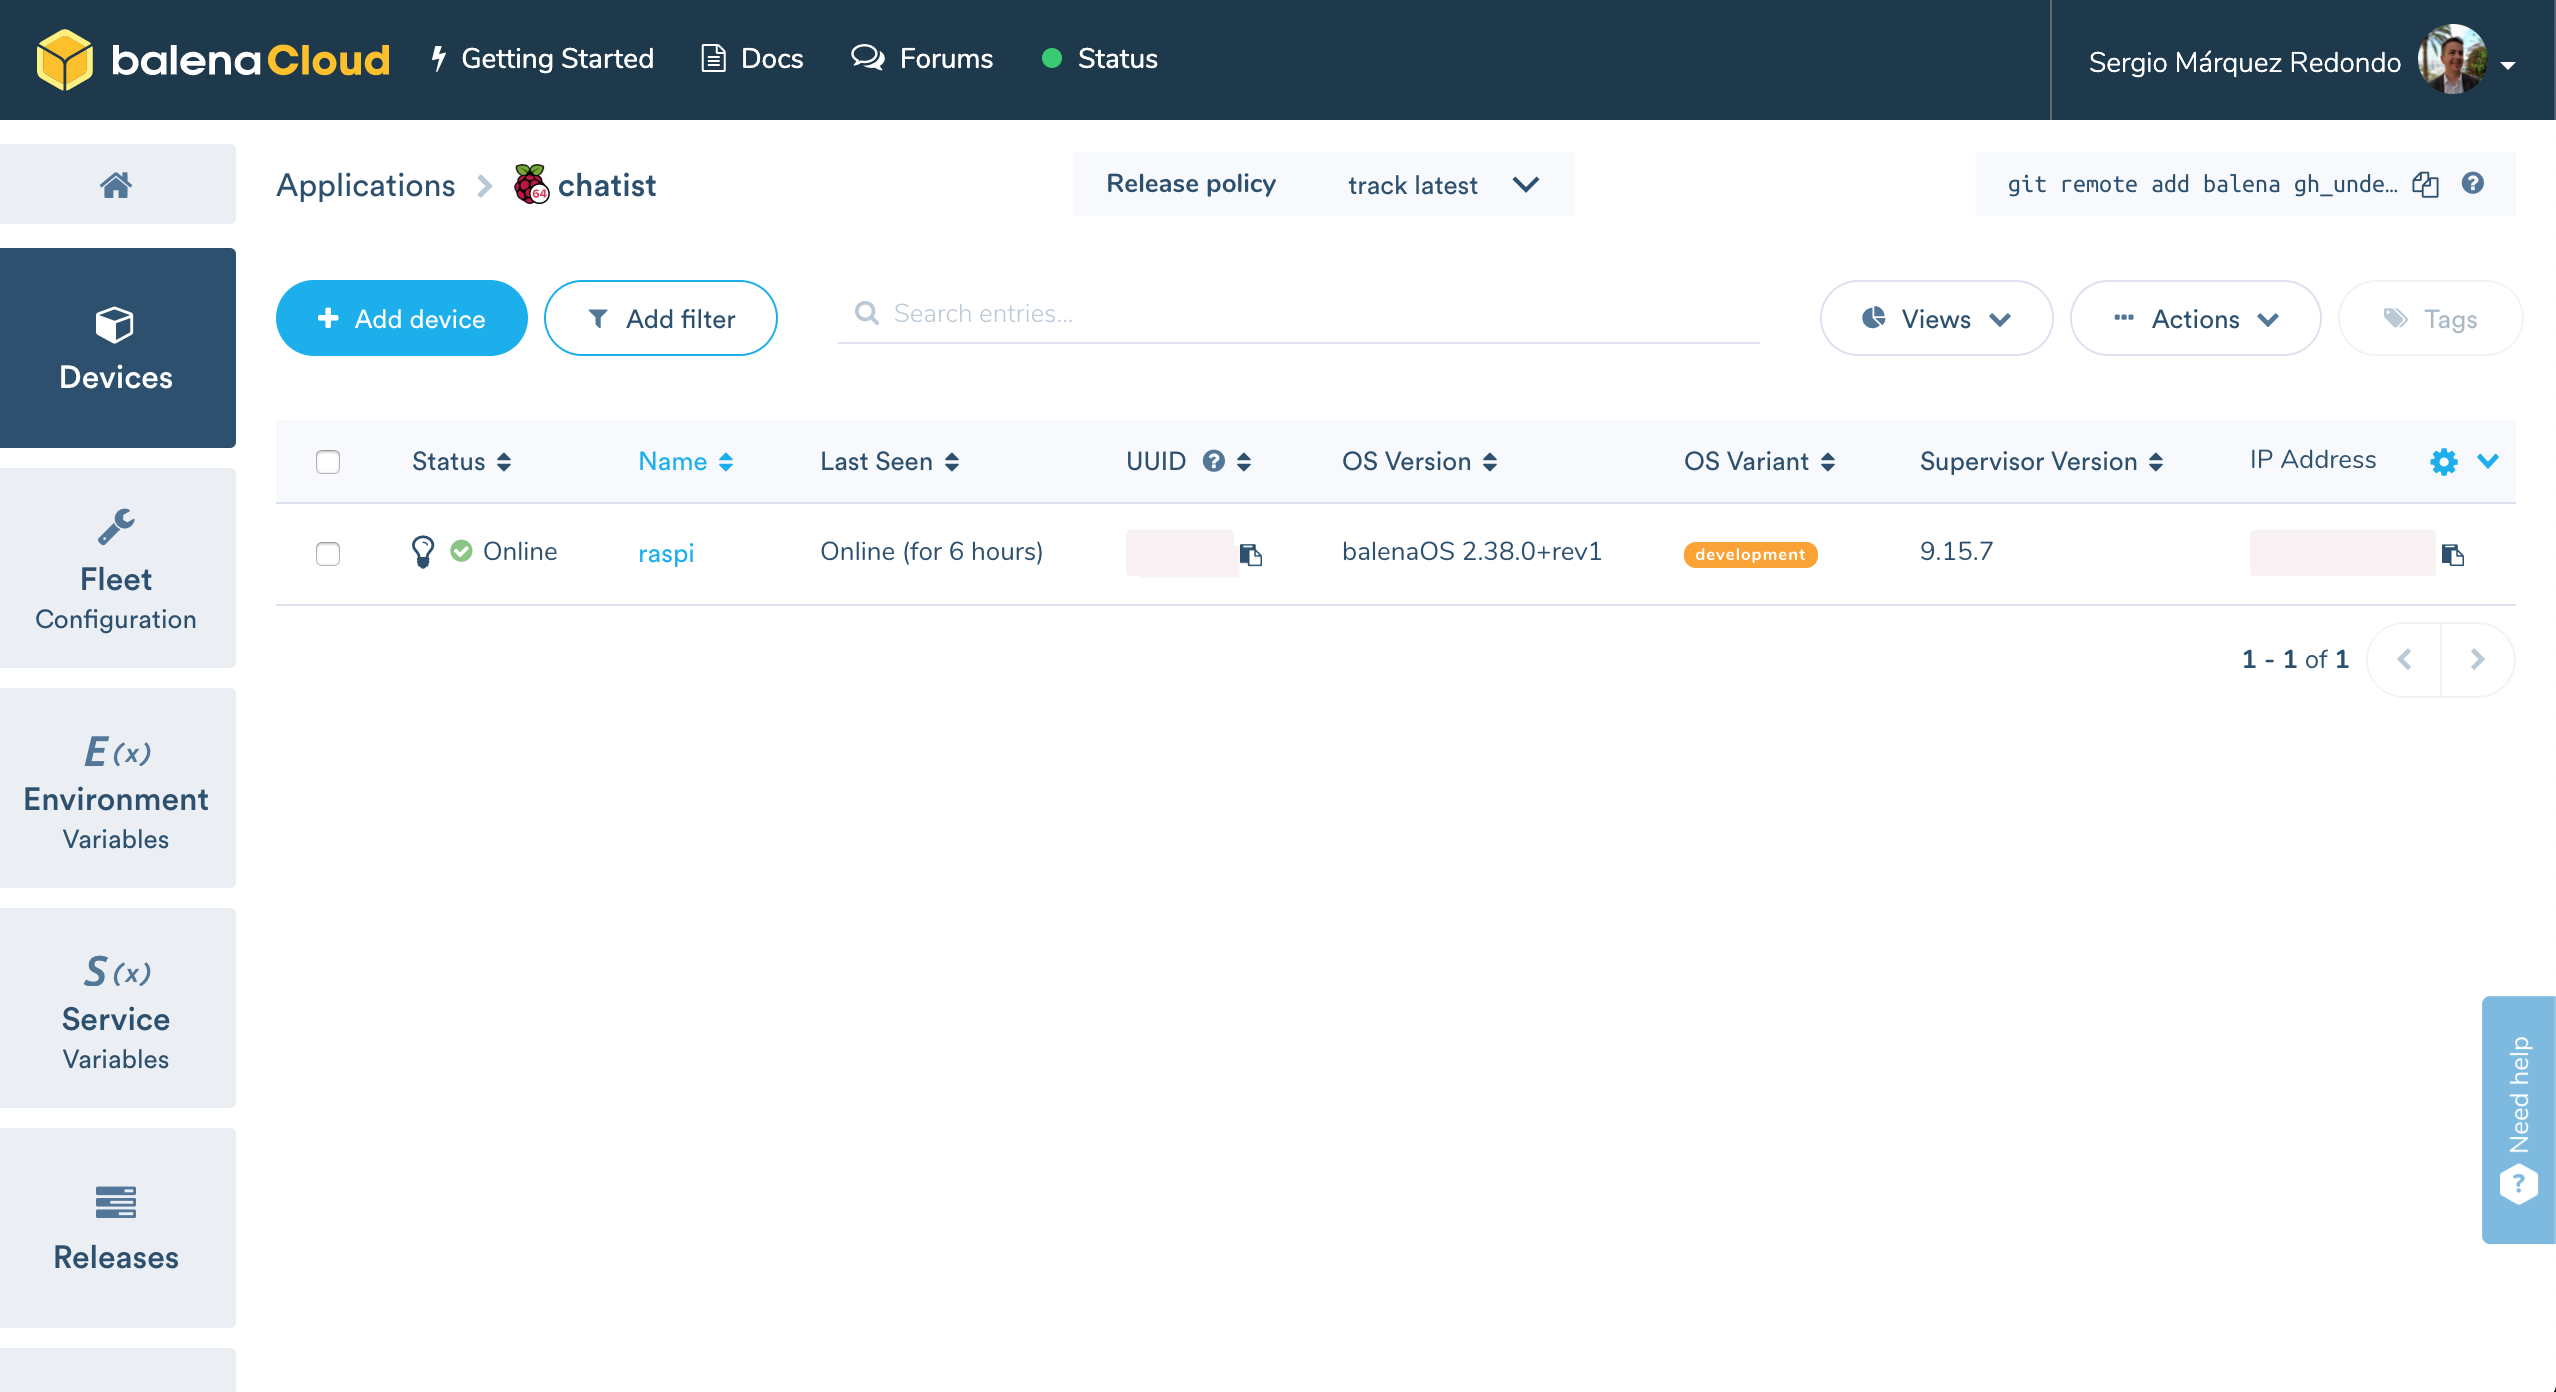 balenaCloud
Getting Started
Docs
Forums
Status
Sergio Márquez Redondo
Applications
64
chatist
Release policy
track latest
git remote add balena gh_unde…
Devices
Add device
Add filter
Search entries...
Views
Actions
Tags
Status
Name
Last Seen
UUID
OS Version
OS Variant
Supervisor Version
IP Address
Online
raspi
Online (for 6 hours)
balenaOS 2.38.0+rev1
development
9.15.7
1 - 1 of 1
Fleet
Configuration
E(x)
Environment
Variables
S(x)
Service
Variables
Releases
Need help
?